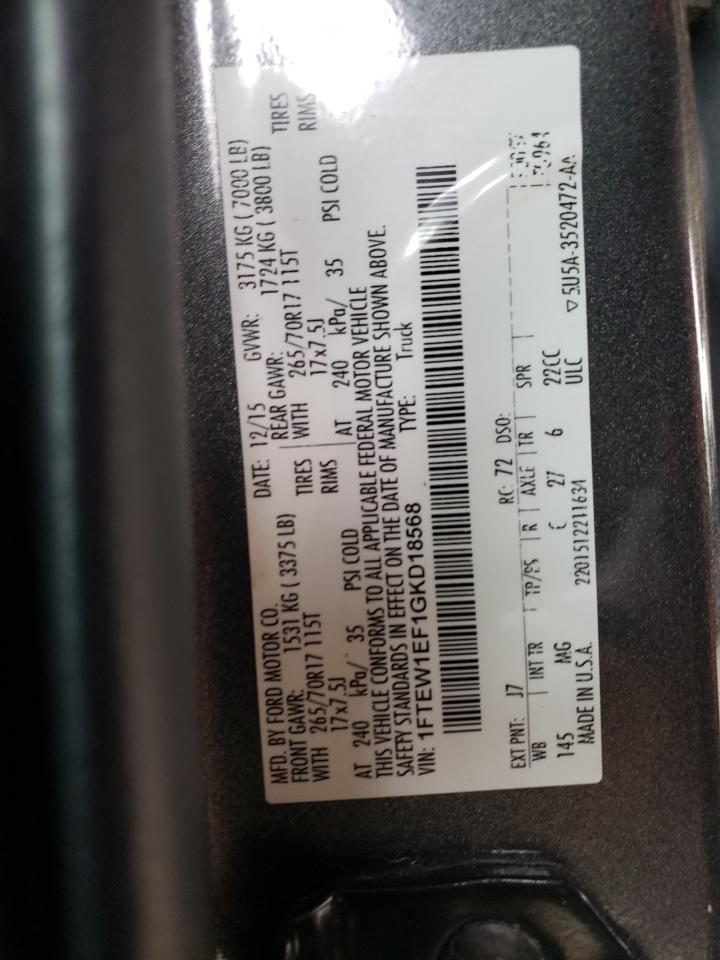 MFD. BY FORD MOTOR CO. DATE: 12/15 GVWR: 3175 KG ( 7000 LB)
FRONT GAWR: 1531 KG ( 3375 LB) REAR GAWR: 1724 KG ( 3800 LB)
WITH 265/70R17 115T TIRES WITH 265/70R17 115T TIRES
17x7.5J RIMS 17x7.5J RIMS
AT 240 kPa/ 35 PSI COLD AT 240 kPa/ 35 PSI COLD
THIS VEHICLE CONFORMS TO ALL APPLICABLE FEDERAL MOTOR VEHICLE
SAFETY STANDARDS IN EFFECT ON THE DATE OF MANUFACTURE SHOWN ABOVE.
VIN: 1FTEW1EF1GKD18568 TYPE: Truck
EXT PNT: J7 RC: 72 DSO:
WB INT TR TP/PS R AXLE TR SPR
145 MG C 27 6 22CC
MADE IN U.S.A. 2201512211634 ULC ▽5U5A-3520472-AA